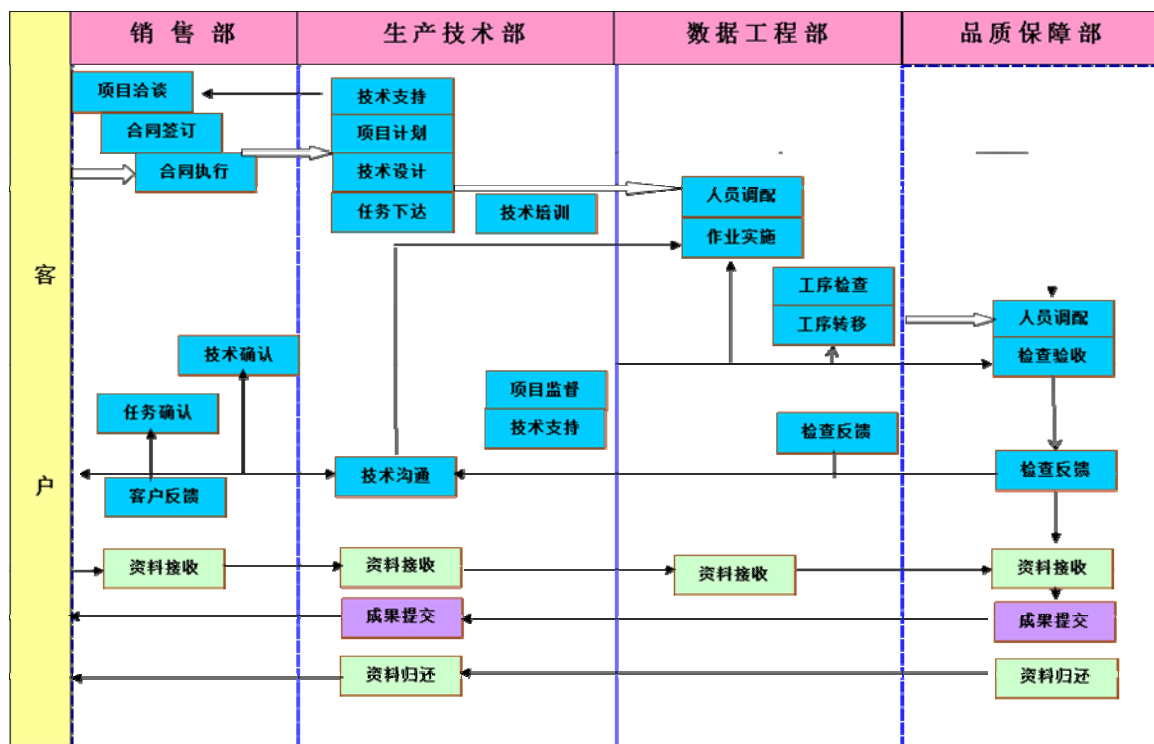 销 售 部
生产技术部
数据工程部
品质保障部
客
户
项目洽谈
合同签订
合同执行
技术支持
项目计划
技术设计
任务下达
技术培训
人员调配
作业实施
工序检查
工序转移
人员调配
检查验收
技术确认
任务确认
客户反馈
项目监督
技术支持
技术沟通
检查反馈
检查反馈
资料接收
资料接收
资料接收
资料接收
成果提交
成果提交
资料归还
资料归还